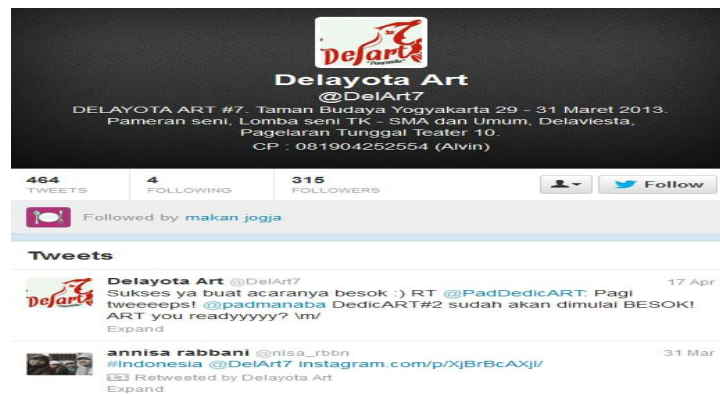 Delart
Delayota Art
@DelArt7
DELAYOTA ART #7. Taman Budaya Yogyakarta 29 - 31 Maret 2013.
Pameran seni, Lomba seni TK - SMA dan Umum, Delaviesta,
Pagelaran Tunggal Teater 10.
CP : 081904252554 (Alvin)
464 4 315
TWEETS FOLLOWING FOLLOWERS
Follow
Followed by makan jogja.
Tweets
Delayota Art @DelArt7 17 Apr
Delart
Sukses ya buat acaranya besok :) RT @PadDedicART: Pagi
tweeeeps! @padmanaba DedicART#2 sudah akan dimulai BESOK!
ART you readyyyyy? \m/
Expand
annisa rabbani @nisa_rbbn 31 Mar
#Indonesia @DelArt7 instagram.com/p/XjBrBcAXjl/
Retweeted by Delayota Art
Expand